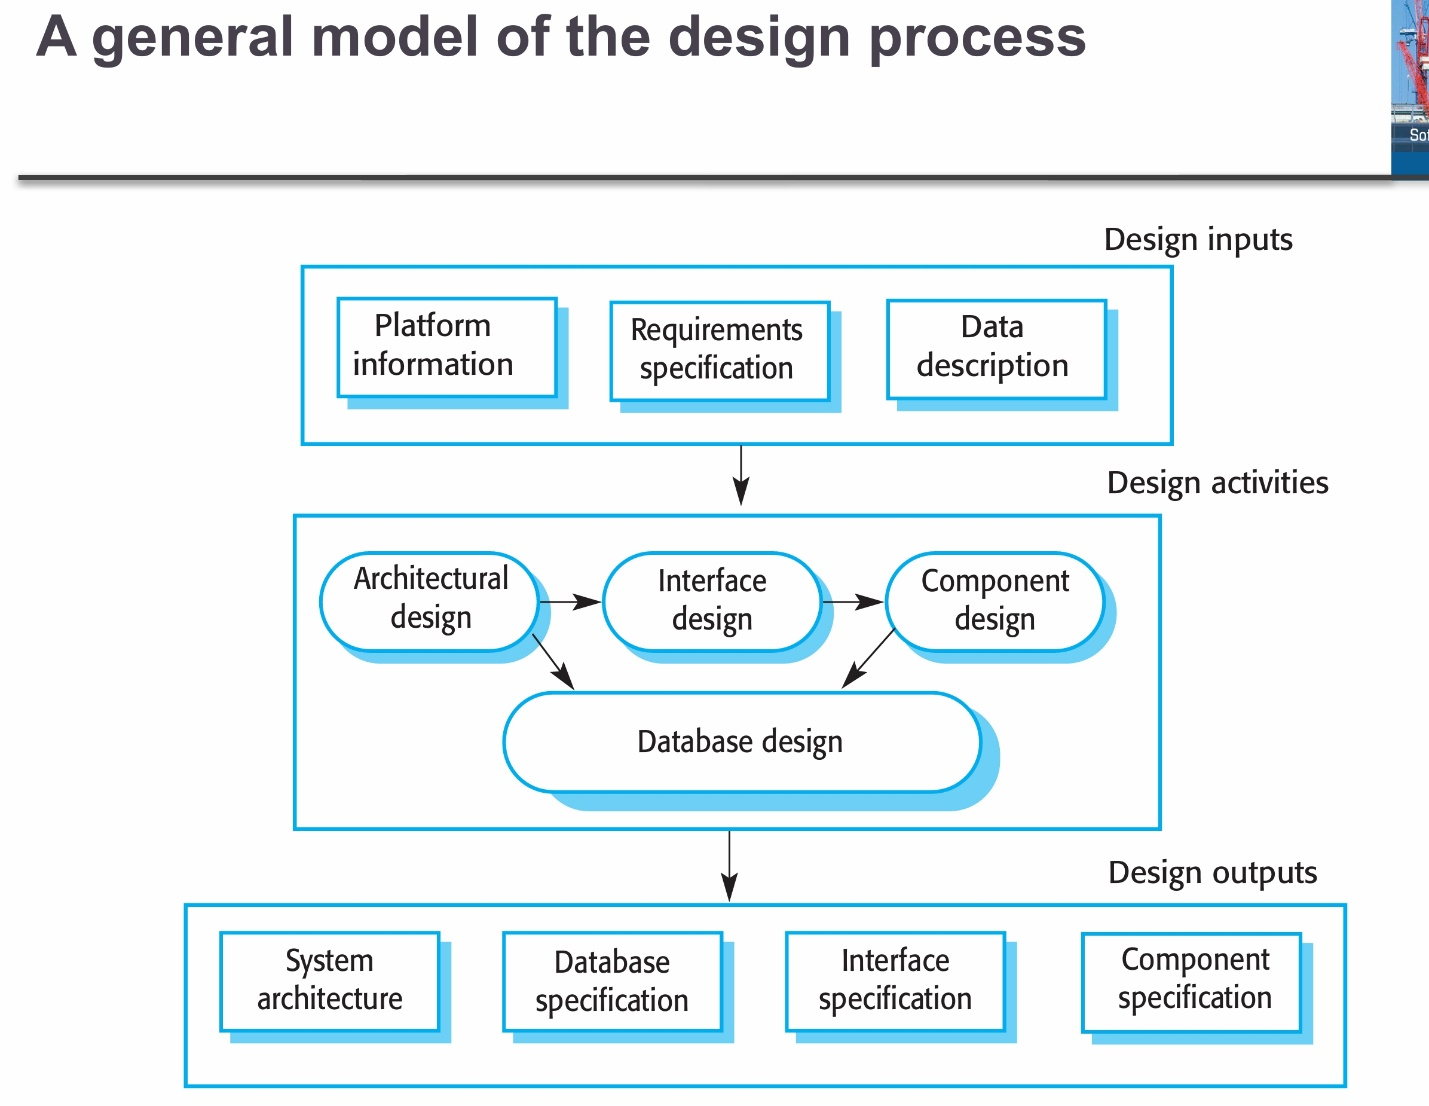 A general model of the design process
Design inputs
Platform
information
Requirements
specification
Data
description
Design activities
Architectural
design
Interface
design
Component
design
Database design
Design outputs
System
architecture
Database
specification
Interface
specification
Component
specification